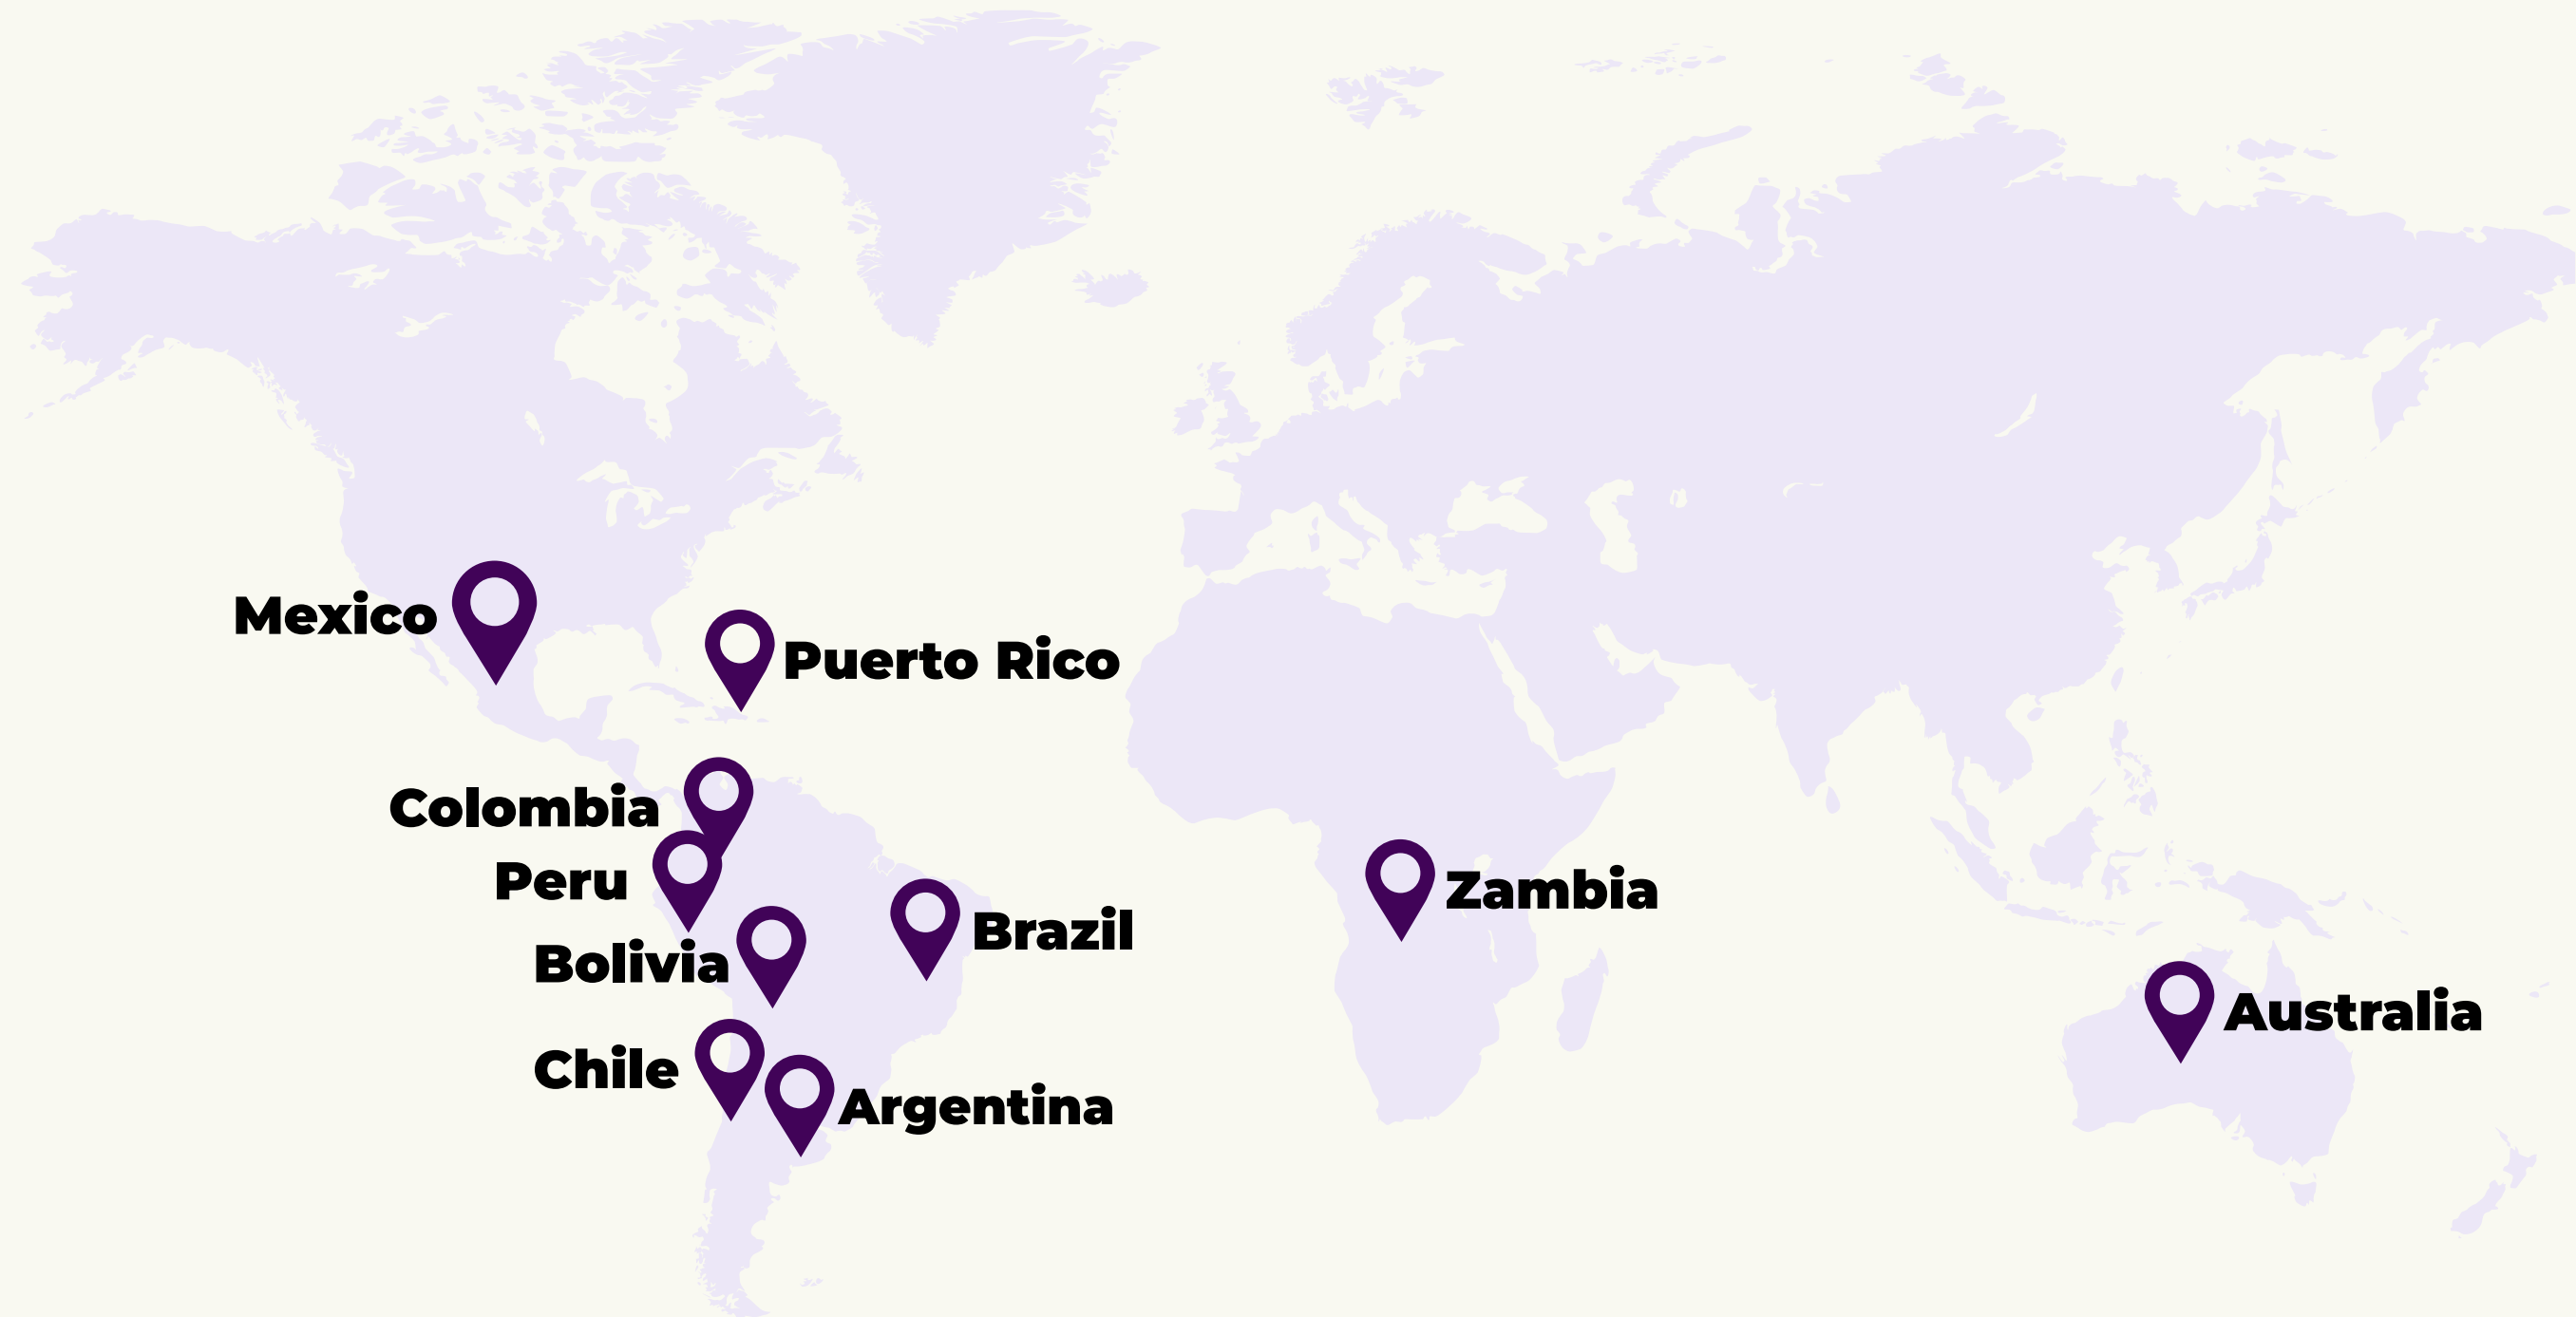 Mexico
Puerto Rico
Colombia
Peru
Zambia
Brazil
Bolivia
Australia
Chile
Argentina